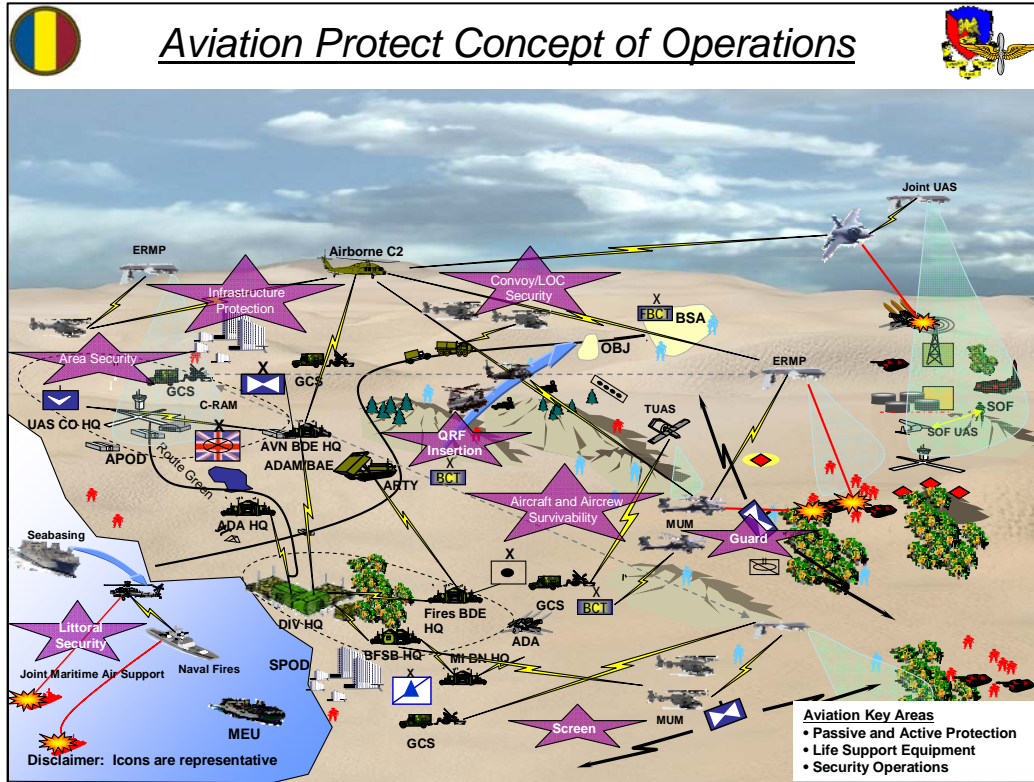 Aviation Protect Concept of Operations
Joint UAS
ERMP
Airborne C2
Infrastructure
Protection
Convoy/LOC
Security
X
FBCT
BSA
OBJ
Area Security
GCS
GCS
X
C-RAM
ERMP
TUAS
SOF
SOF UAS
UAS CO HQ
X
AVN BDE HQ
ADAM/BAE
APOD
Route Green
QRF
Insertion
X
BCT
ARTY
ADA HQ
Aircraft and Aircrew
Survivability
MUM
Guard
Seabasing
X
GCS
X
BCT
DIV HQ
Fires BDE
HQ
ADA
Littoral
Security
Naval Fires
Joint Maritime Air Support
BFSB HQ
MI BN HQ
SPOD
X
MEU
GCS
Screen
MUM
Disclaimer: Icons are representative
Aviation Key Areas
• Passive and Active Protection
• Life Support Equipment
• Security Operations